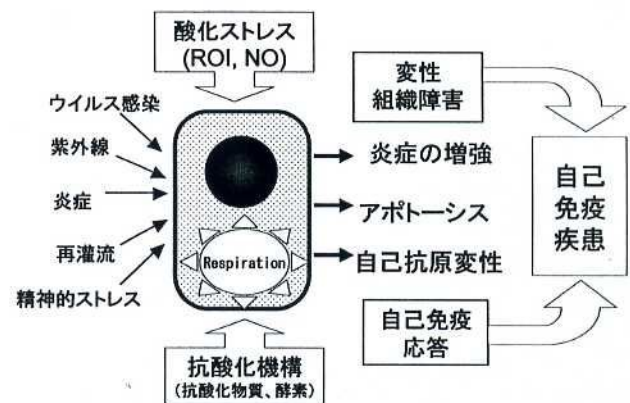 酸化ストレス
(ROI, NO)
ウイルス感染
紫外線
炎症
再灌流
精神的ストレス
Respiration
抗酸化機構
(抗酸化物質、酵素)
炎症の増強
アポトーシス
自己抗原変性
変性
組織障害
自己免疫
応答
自己
免疫
疾患